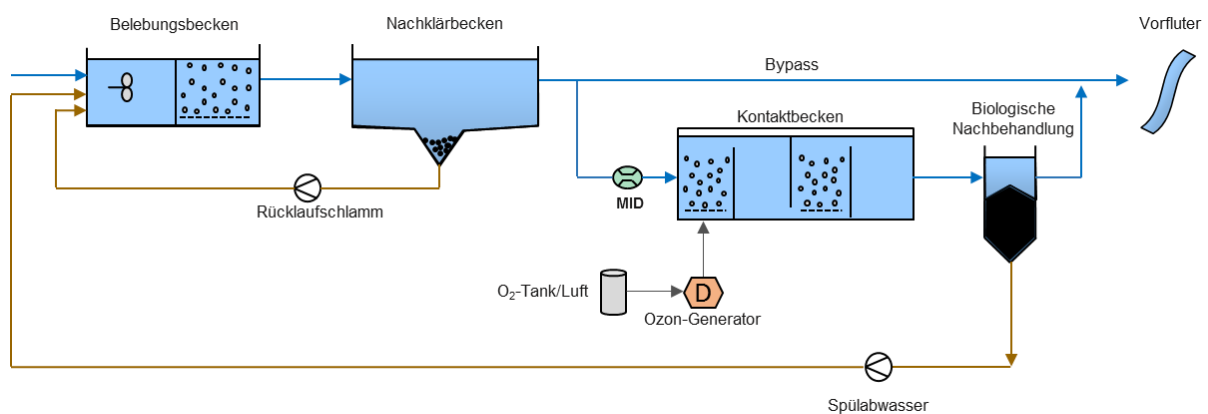 Belebungsbecken
Nachklärbecken
Vorfluter
Bypass
Kontaktbecken
Biologische
Nachbehandlung
MID
Rücklaufschlamm
O₂-Tank/Luft
D
Ozon-Generator
Spülabwasser